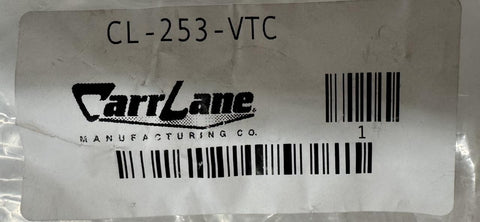 CL-253-VTC
CarrLane
MANUFACTURING CO.
1